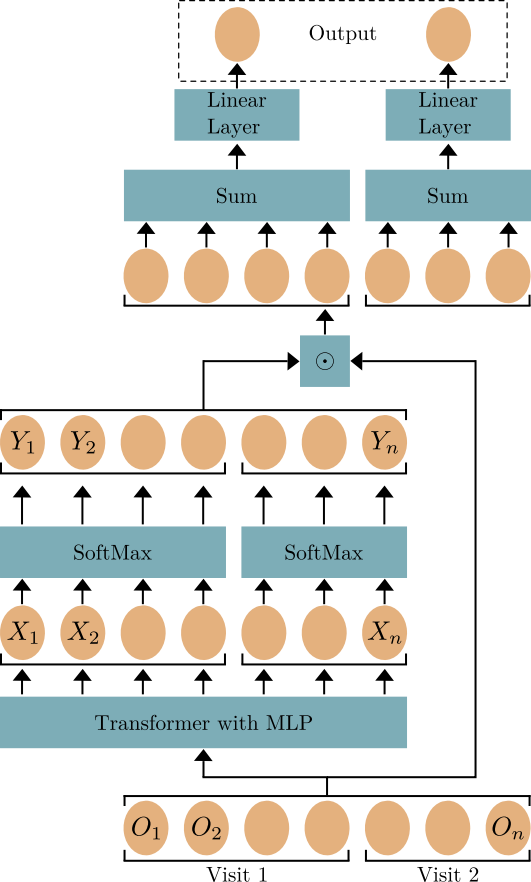 Output
Linear
Layer
Linear
Layer
Sum
Sum
⊙
Y₁ Y₂ Yₙ
SoftMax
SoftMax
X₁ X₂ Xₙ
Transformer with MLP
O₁ O₂ Oₙ
Visit 1
Visit 2